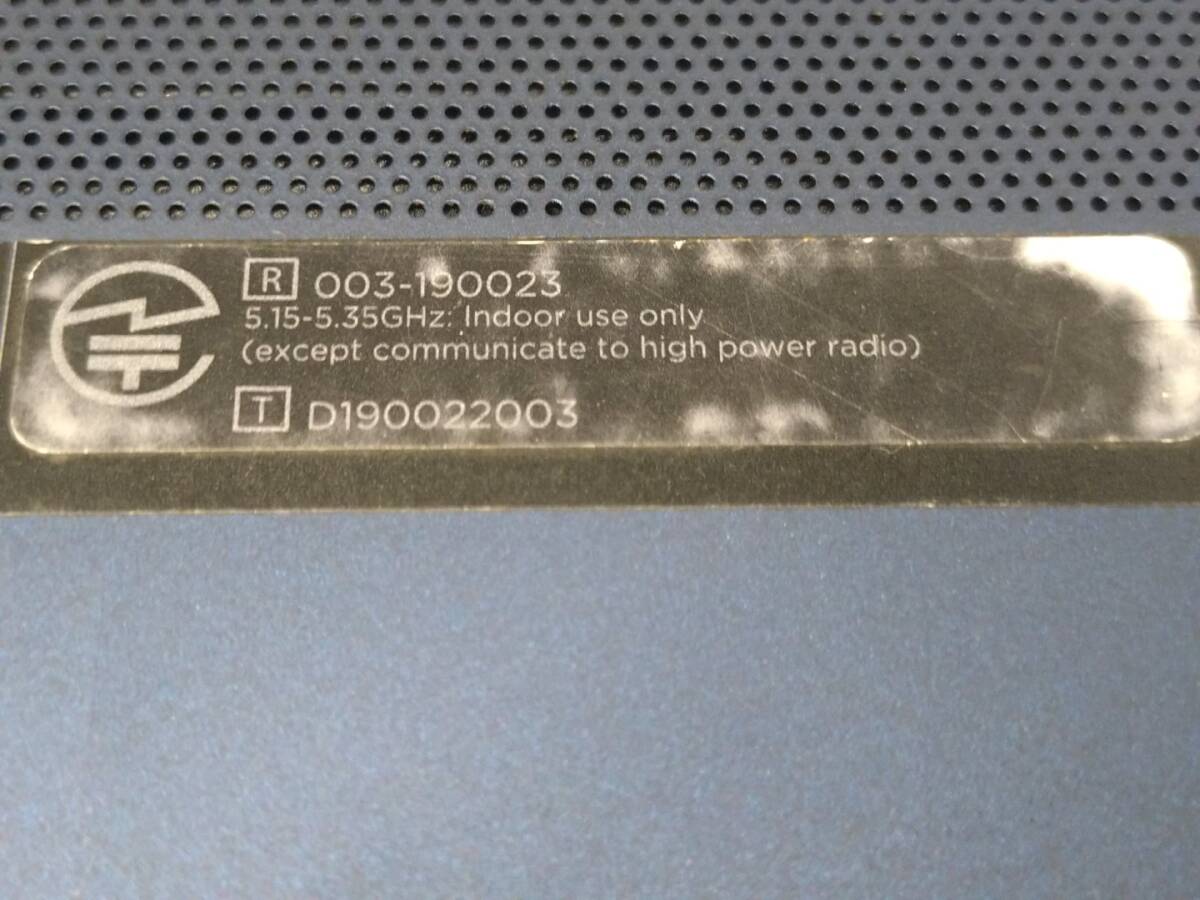 R 003-190023
5.15-5.35GHz: Indoor use only
(except communicate to high power radio)
T D190022003